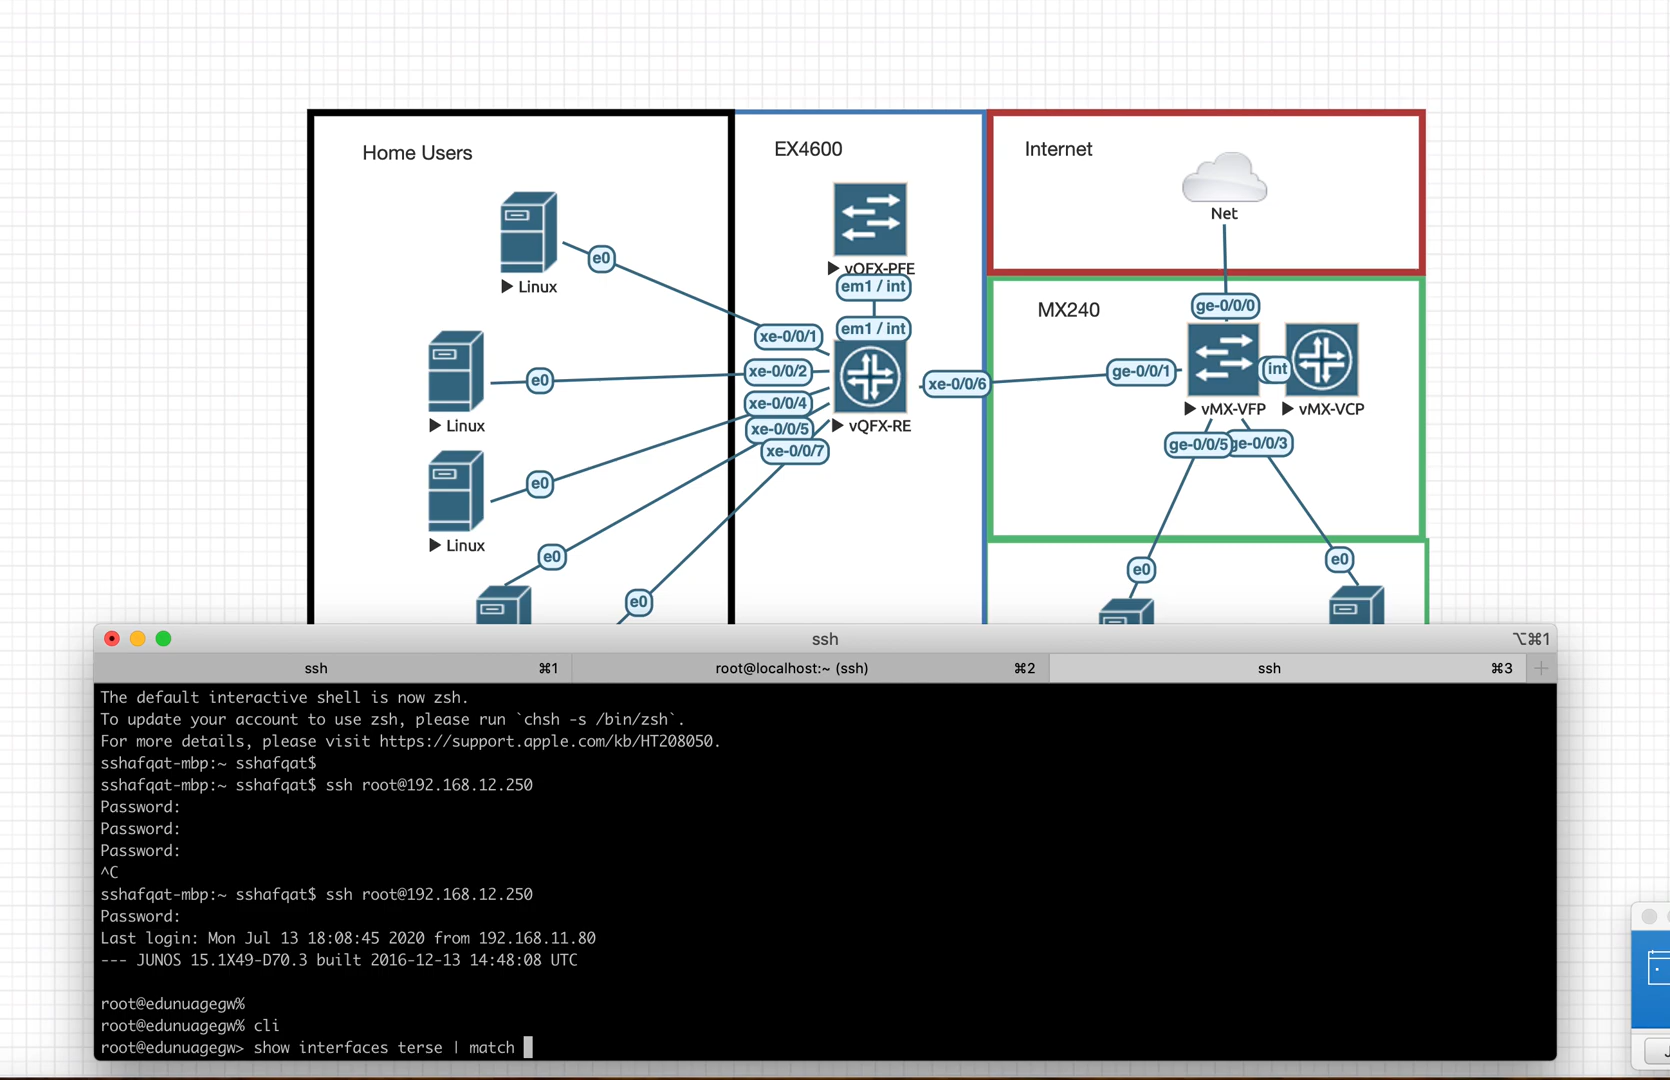 Home Users
EX4600
Internet
Net
e0
Linux
vQFX-PFE
em1 / int
em1 / int
MX240
ge-0/0/0
xe-0/0/1
e0
xe-0/0/2
xe-0/0/6
ge-0/0/1
int
xe-0/0/4
vMX-VFP
vMX-VCP
Linux
xe-0/0/5
vQFX-RE
ge-0/0/5
ge-0/0/3
xe-0/0/7
e0
Linux
e0
e0
e0
e0
ssh
⌥⌘1
ssh ⌘1
root@localhost:~ (ssh) ⌘2
ssh ⌘3
The default interactive shell is now zsh.
To update your account to use zsh, please run `chsh -s /bin/zsh`.
For more details, please visit https://support.apple.com/kb/HT208050.
sshafqat-mbp:~ sshafqat$
sshafqat-mbp:~ sshafqat$ ssh root@192.168.12.250
Password:
Password:
Password:
^C
sshafqat-mbp:~ sshafqat$ ssh root@192.168.12.250
Password:
Last login: Mon Jul 13 18:08:45 2020 from 192.168.11.80
--- JUNOS 15.1X49-D70.3 built 2016-12-13 14:48:08 UTC
root@edunuagegw%
root@edunuagegw% cli
root@edunuagegw> show interfaces terse | match